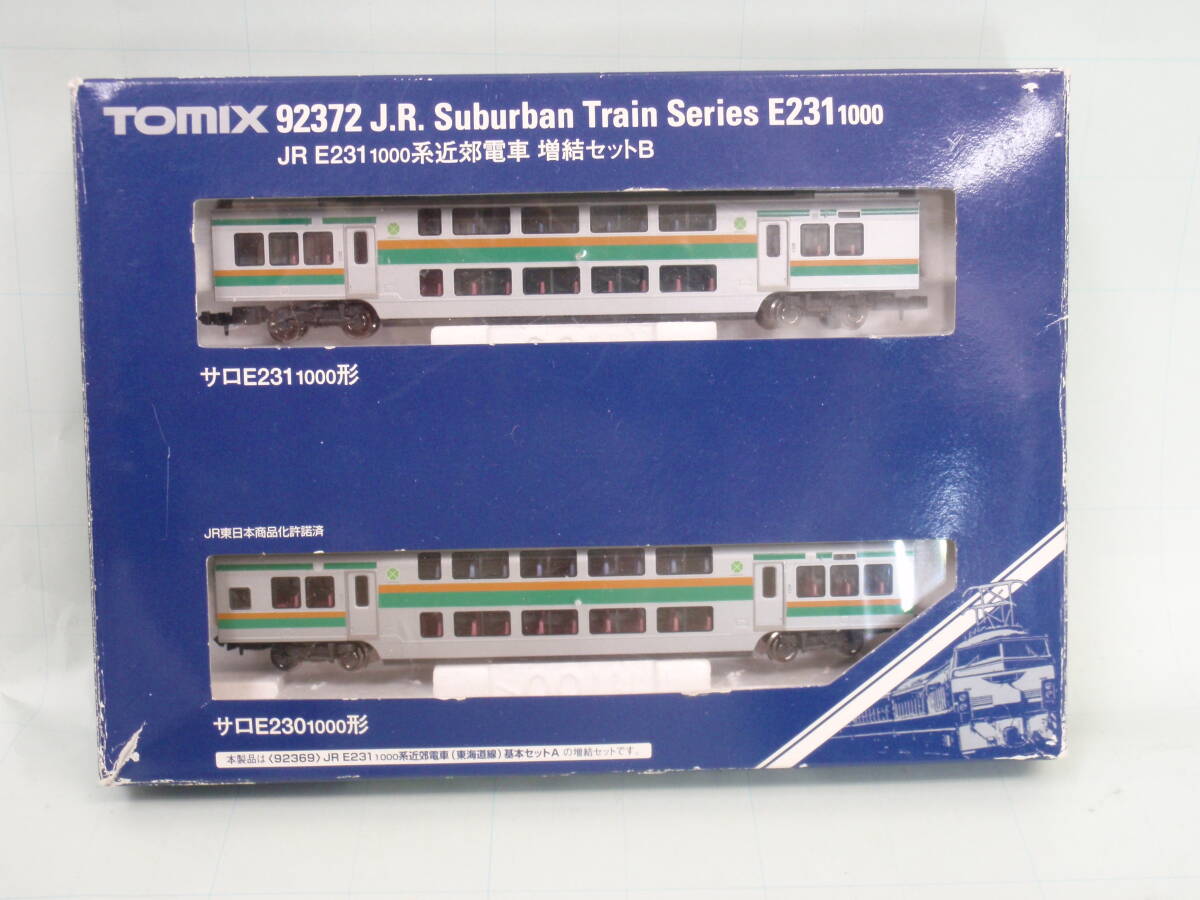 TOMIX 92372 J.R. Suburban Train Series E231 1000
JR E231 1000系近郊電車 増結セットB
サロE231 1000形
JR東日本商品化許諾済
サロE230 1000形
本製品は〈92369〉JR E231 1000系近郊電車(東海道線)基本セットA の増結セットです。